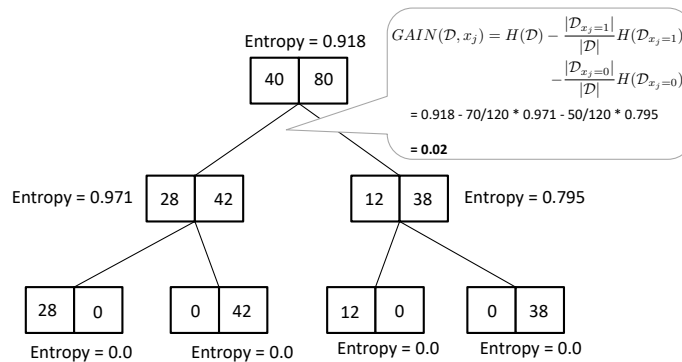 Entropy = 0.918
40 80
GAIN(𝒟, x_j) = H(𝒟) − |𝒟_{x_j=1}|/|𝒟| H(𝒟_{x_j=1})
− |𝒟_{x_j=0}|/|𝒟| H(𝒟_{x_j=0})
= 0.918 - 70/120 * 0.971 - 50/120 * 0.795
= 0.02
Entropy = 0.971
28 42
12 38
Entropy = 0.795
28 0
0 42
12 0
0 38
Entropy = 0.0
Entropy = 0.0
Entropy = 0.0
Entropy = 0.0